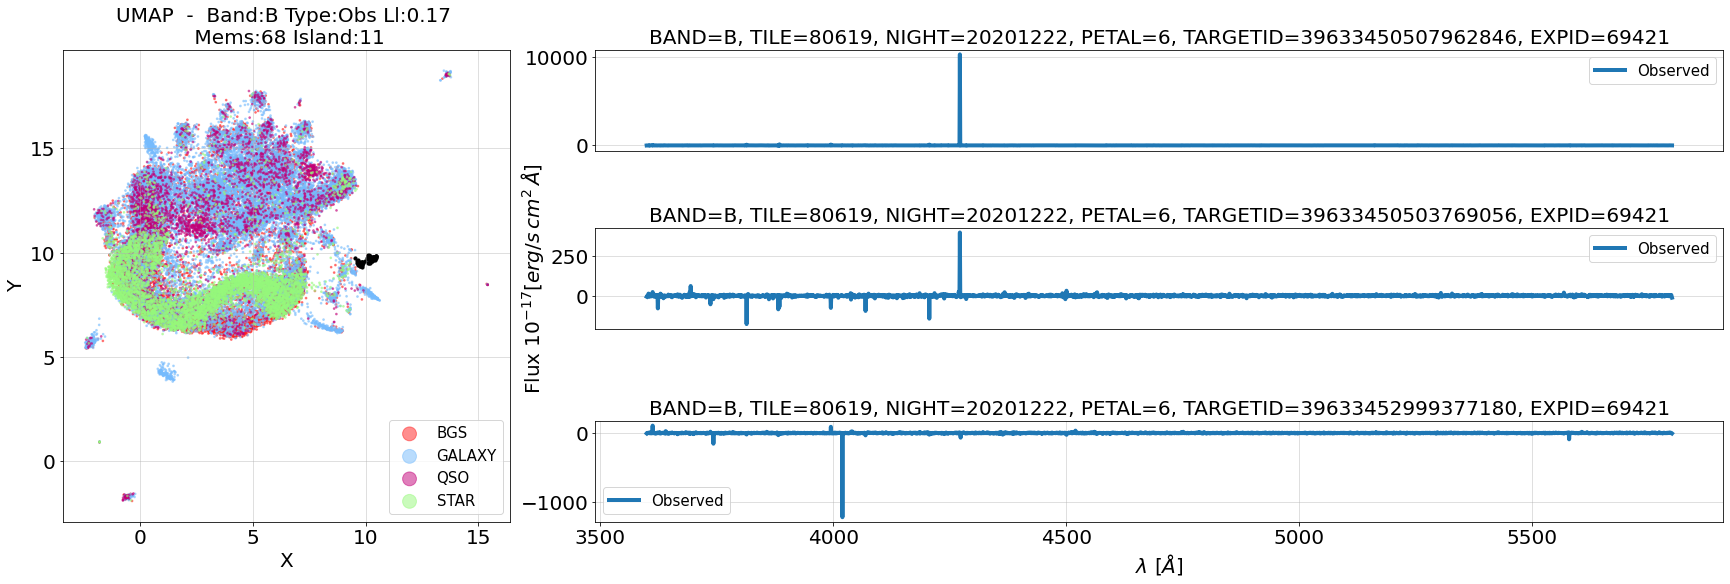 UMAP - Band:B Type:Obs Ll:0.17
Mems:68 Island:11
Y
15
10
5
0
0
5
10
15
X
BGS
GALAXY
QSO
STAR
Flux 10⁻¹⁷[erg/s cm² Å]
BAND=B, TILE=80619, NIGHT=20201222, PETAL=6, TARGETID=39633450507962846, EXPID=69421
10000
0
Observed
BAND=B, TILE=80619, NIGHT=20201222, PETAL=6, TARGETID=39633450503769056, EXPID=69421
250
0
Observed
BAND=B, TILE=80619, NIGHT=20201222, PETAL=6, TARGETID=39633452999377180, EXPID=69421
0
−1000
Observed
3500
4000
4500
5000
5500
λ [Å]